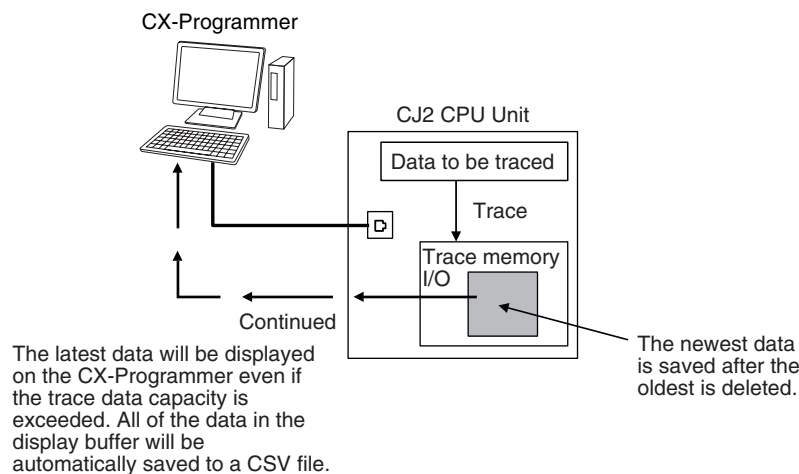 CX-Programmer
CJ2 CPU Unit
Data to be traced
Trace
Trace memory
I/O
Continued
The latest data will be displayed
on the CX-Programmer even if
the trace data capacity is
exceeded. All of the data in the
display buffer will be
automatically saved to a CSV file.
The newest data
is saved after the
oldest is deleted.